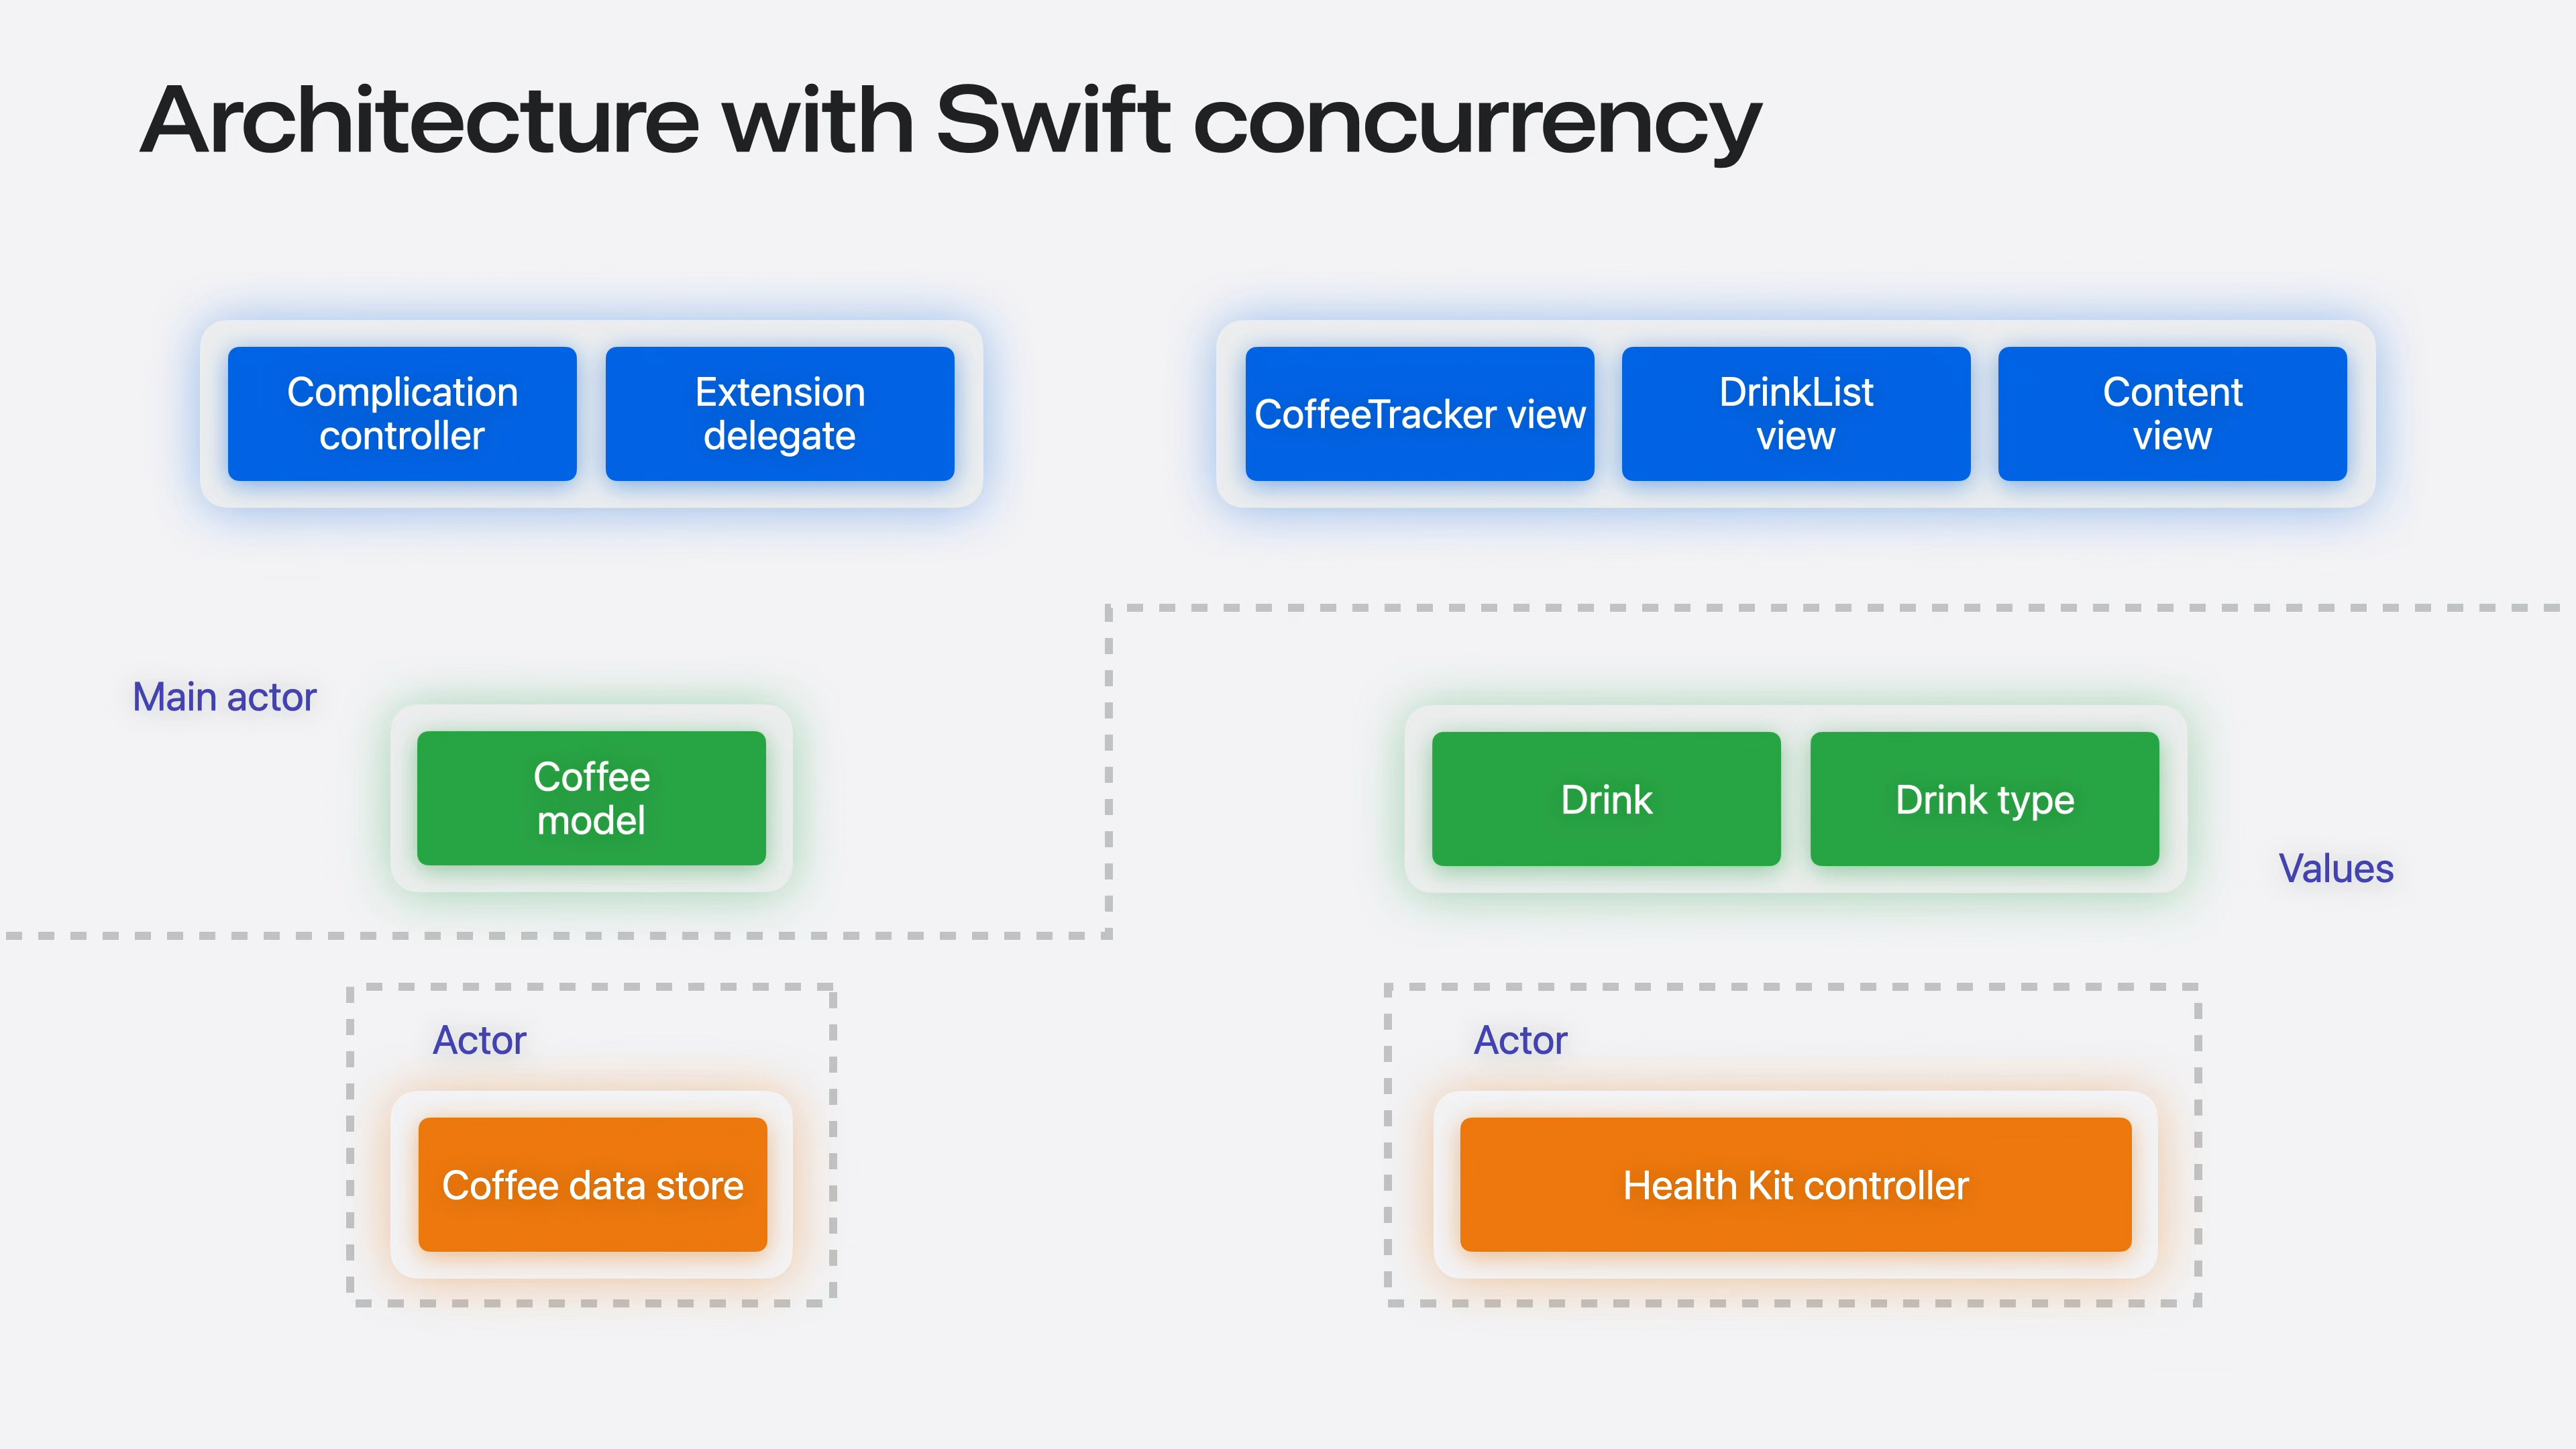 Architecture with Swift concurrency
Complication
controller
Extension
delegate
CoffeeTracker view
DrinkList
view
Content
view
Main actor
Coffee
model
Drink
Drink type
Values
Actor
Coffee data store
Actor
Health Kit controller